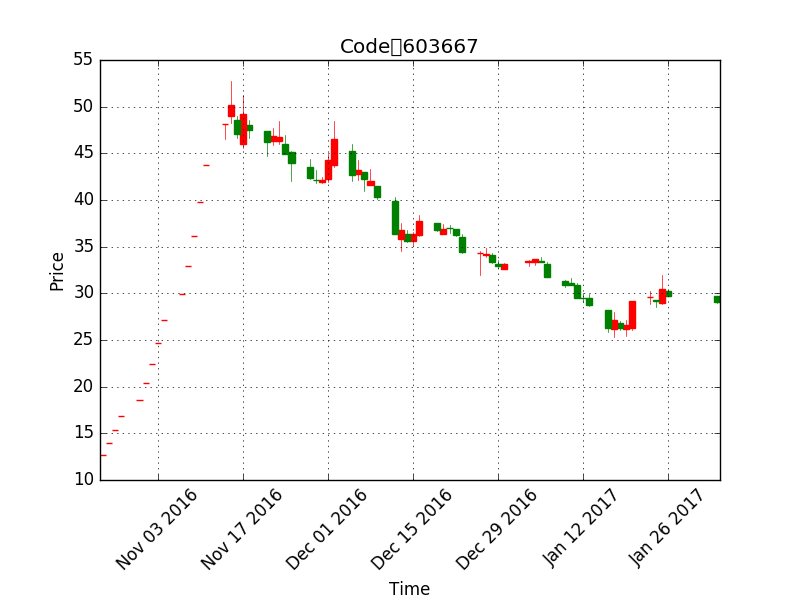 Code▯603667
55
50
45
40
35
30
25
20
15
10
Price
Nov 03 2016
Nov 17 2016
Dec 01 2016
Dec 15 2016
Dec 29 2016
Jan 12 2017
Jan 26 2017
Time